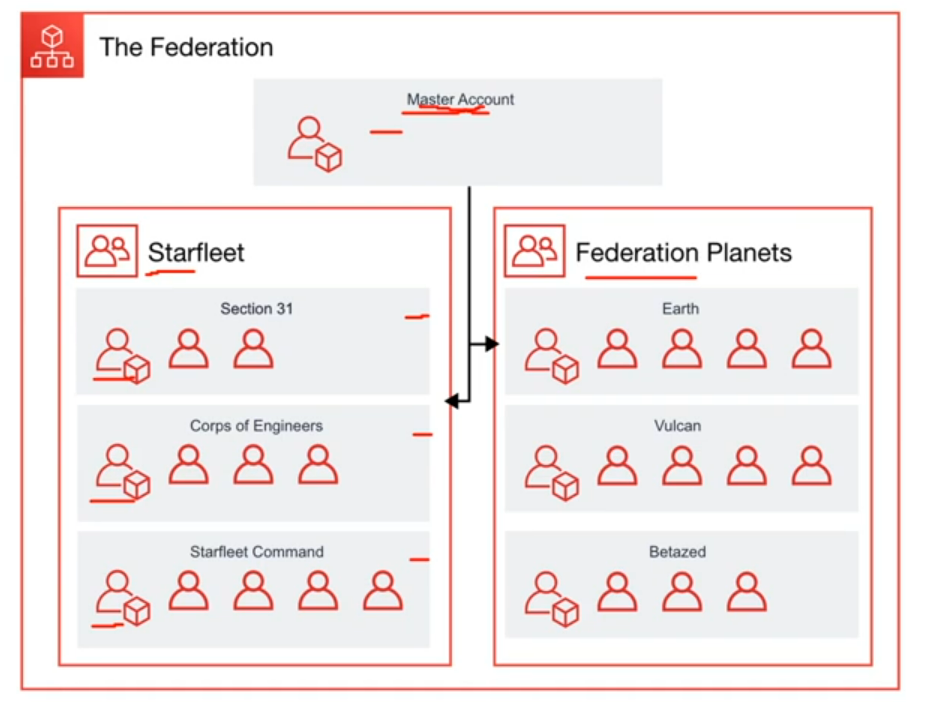 The Federation
Master Account
Starfleet
Federation Planets
Section 31
Earth
Corps of Engineers
Vulcan
Starfleet Command
Betazed